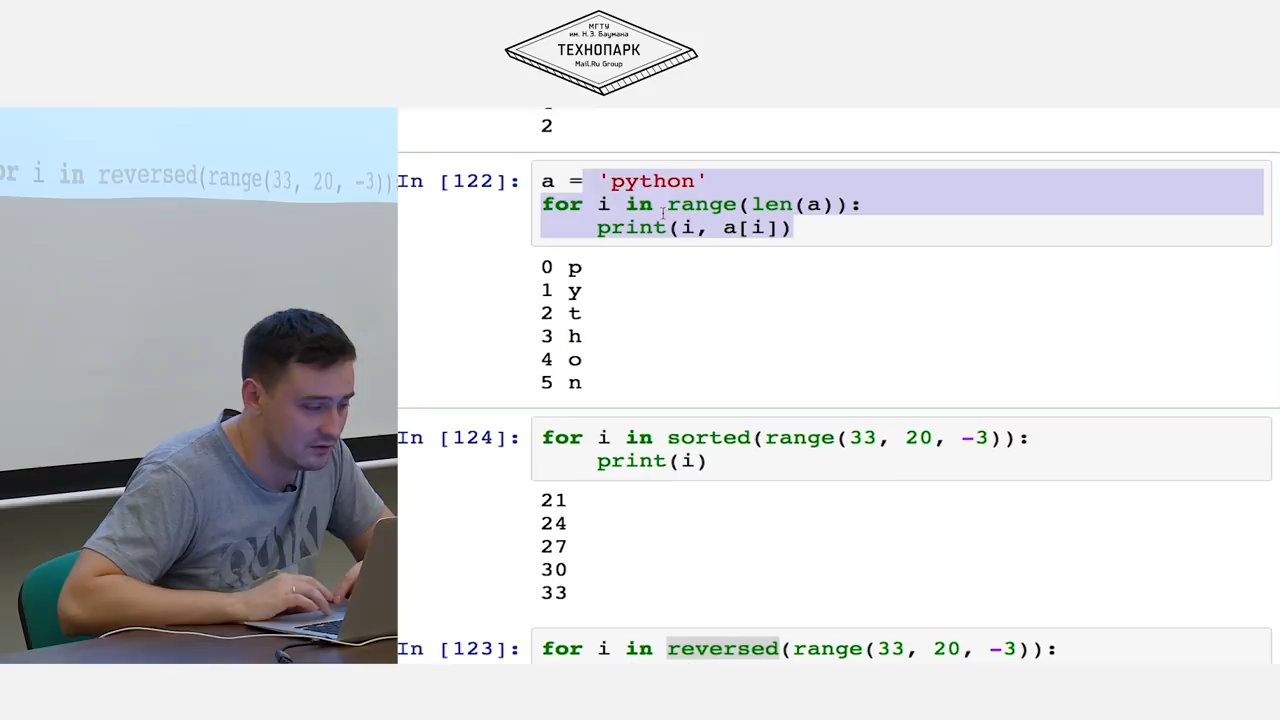 МГТУ
им. Н.Э. Баумана
ТЕХНОПАРК
Mail.Ru Group
or i in reversed(range(33, 20, -3))
2
In [122]:
a = 'python'
for i in range(len(a)):
print(i, a[i])
0 p
1 y
2 t
3 h
4 o
5 n
In [124]:
for i in sorted(range(33, 20, -3)):
print(i)
21
24
27
30
33
In [123]:
for i in reversed(range(33, 20, -3)):